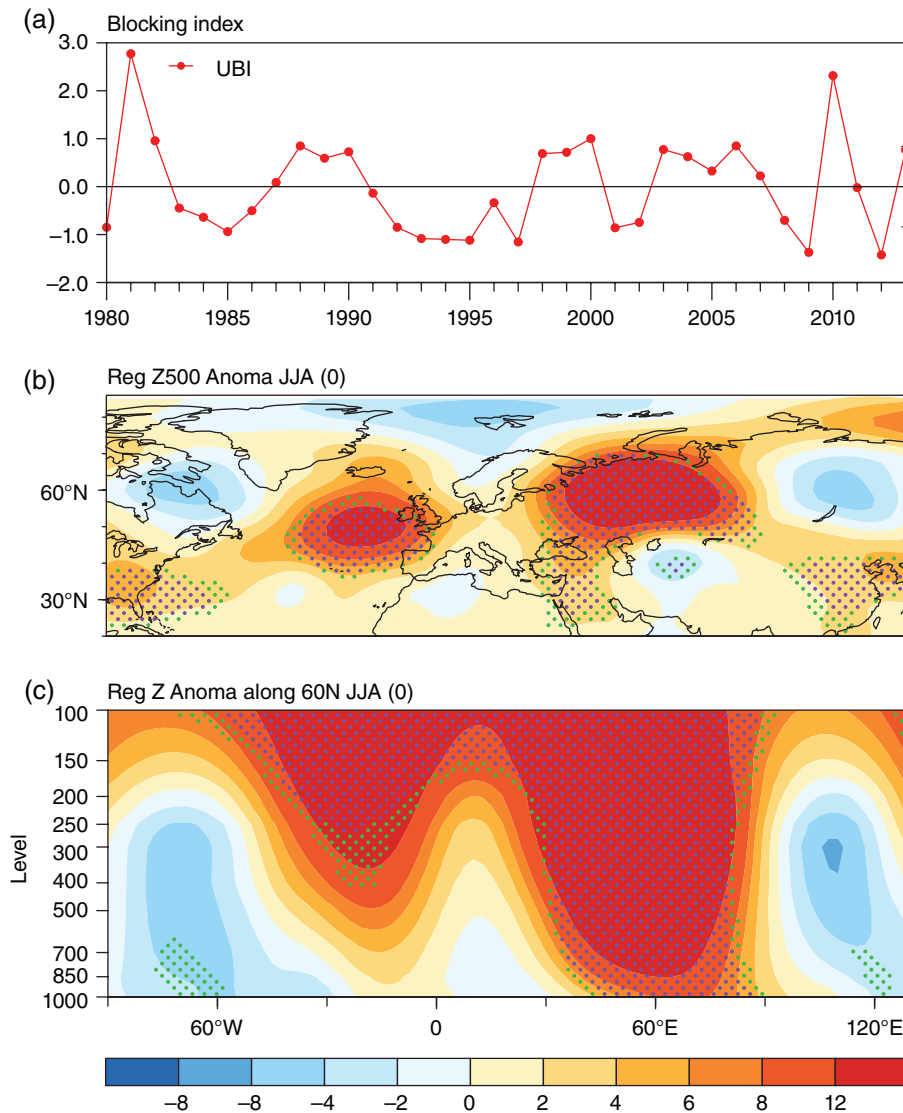 (a) Blocking index
3.0
UBI
2.0
1.0
0.0
−1.0
−2.0
1980 1985 1990 1995 2000 2005 2010
(b) Reg Z500 Anoma JJA (0)
60°N
30°N
(c) Reg Z Anoma along 60N JJA (0)
100
150
200
250
300
400
500
700
850
1000
Level
60°W 0 60°E 120°E
−8 −6 −4 −2 0 2 4 6 8 12